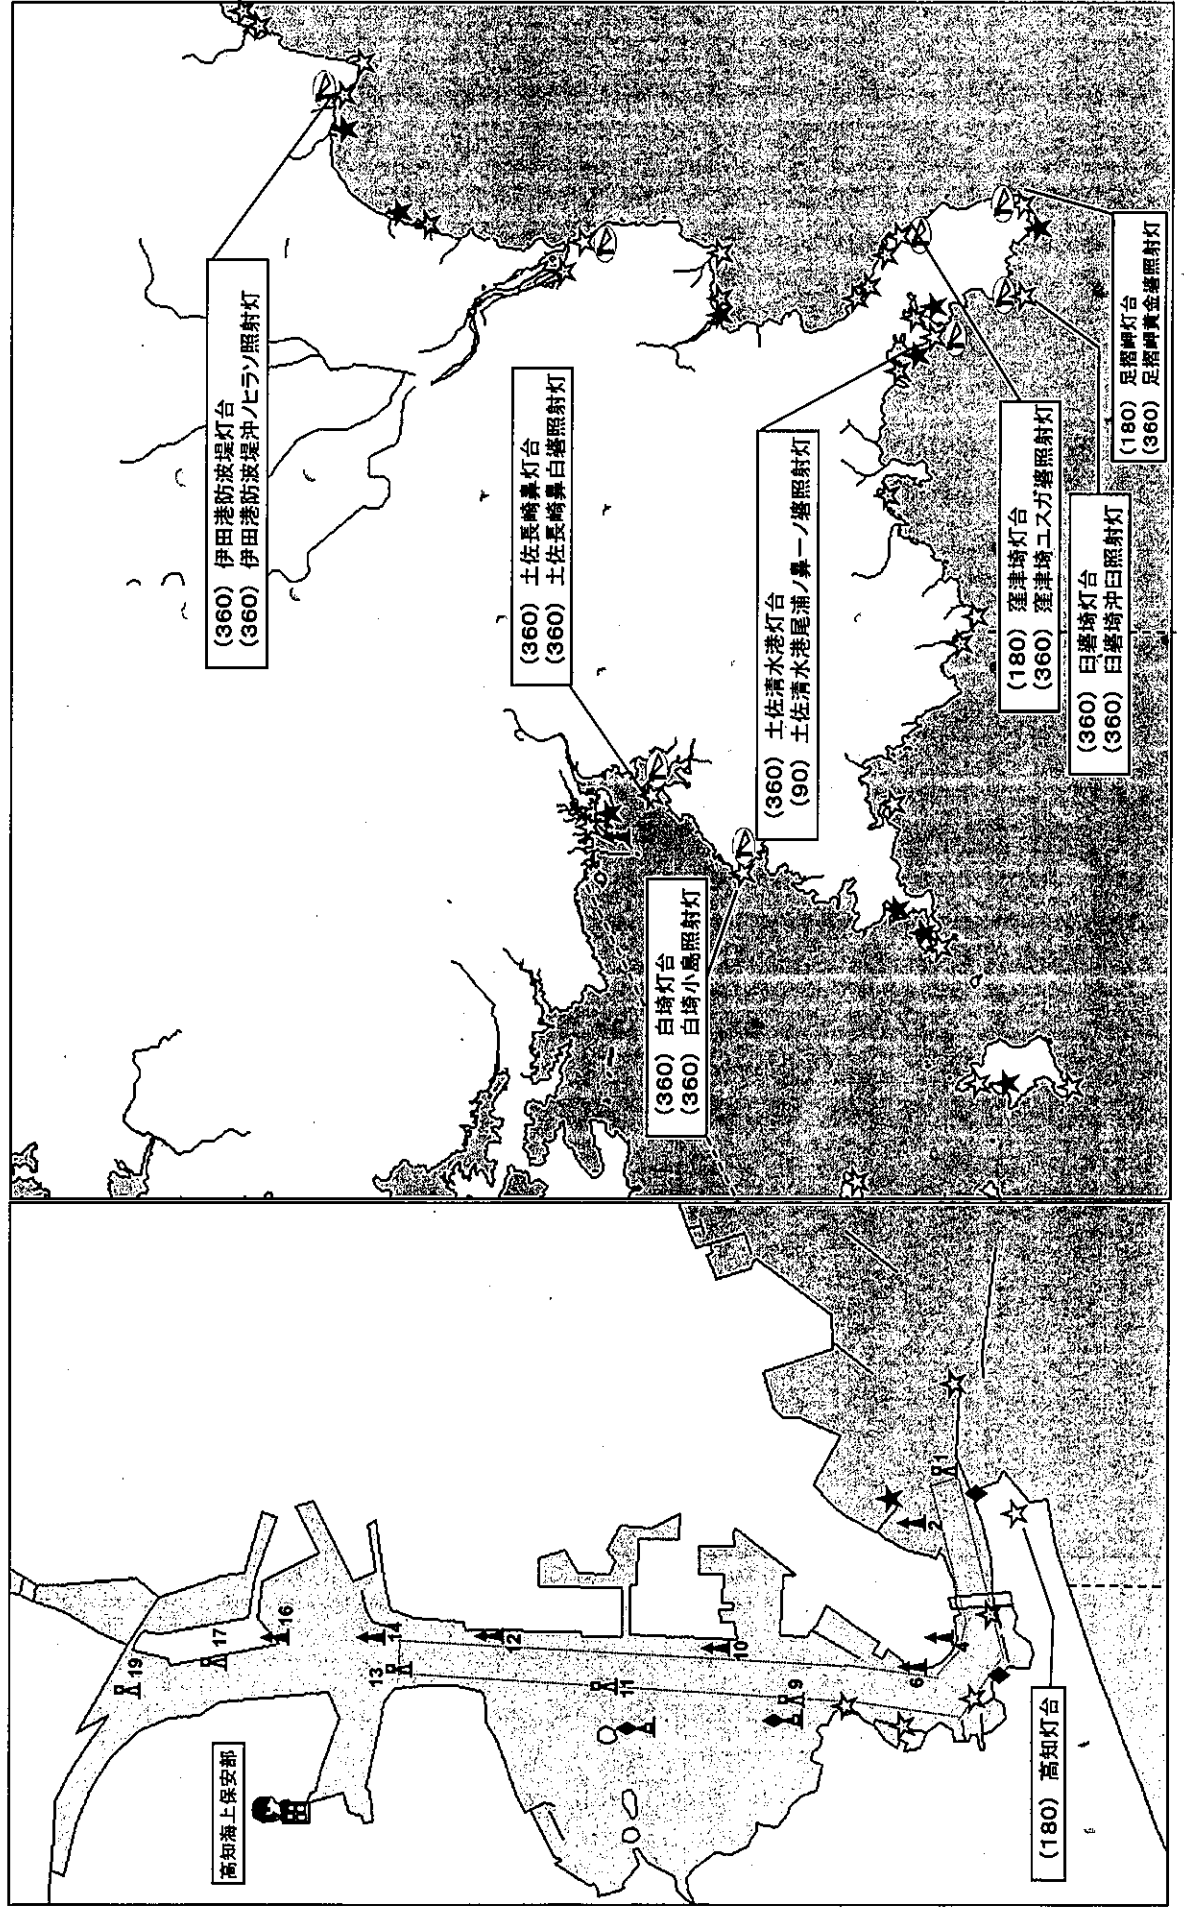 高知海上保安部
19
17
16
13
14
12
11
10
9
6
4
2
1
(180) 高知灯台
(360) 伊田港防波堤灯台
(360) 伊田港防波堤沖ノヒラソ照射灯
(360) 土佐長崎鼻灯台
(360) 土佐長崎鼻白碆照射灯
(360) 白埼灯台
(360) 白埼小島照射灯
(360) 土佐清水港灯台
(90) 土佐清水港尾浦ノ鼻一ノ碆照射灯
(180) 窪津埼灯台
(360) 窪津埼ユスガ碆照射灯
(360) 臼碆埼灯台
(360) 臼碆埼沖臼照射灯
(180) 足摺岬灯台
(360) 足摺岬黄金碆照射灯